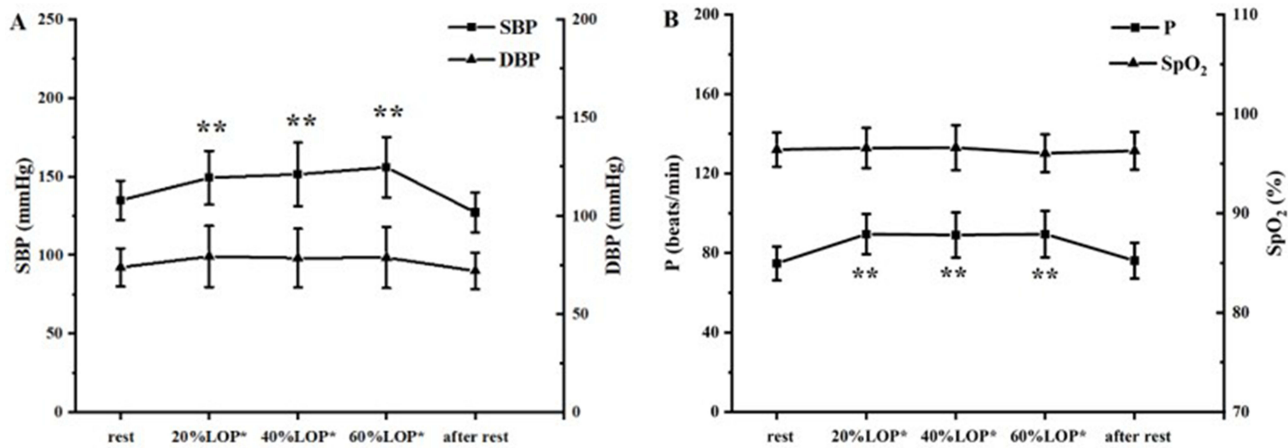 A
SBP
DBP
250
200
150
100
50
0
SBP (mmHg)
200
150
100
50
0
DBP (mmHg)
**
**
**
rest
20%LOP*
40%LOP*
60%LOP*
after rest
B
P
SpO₂
200
160
120
80
40
0
P (beats/min)
110
100
90
80
70
SpO₂ (%)
**
**
**
rest
20%LOP*
40%LOP*
60%LOP*
after rest